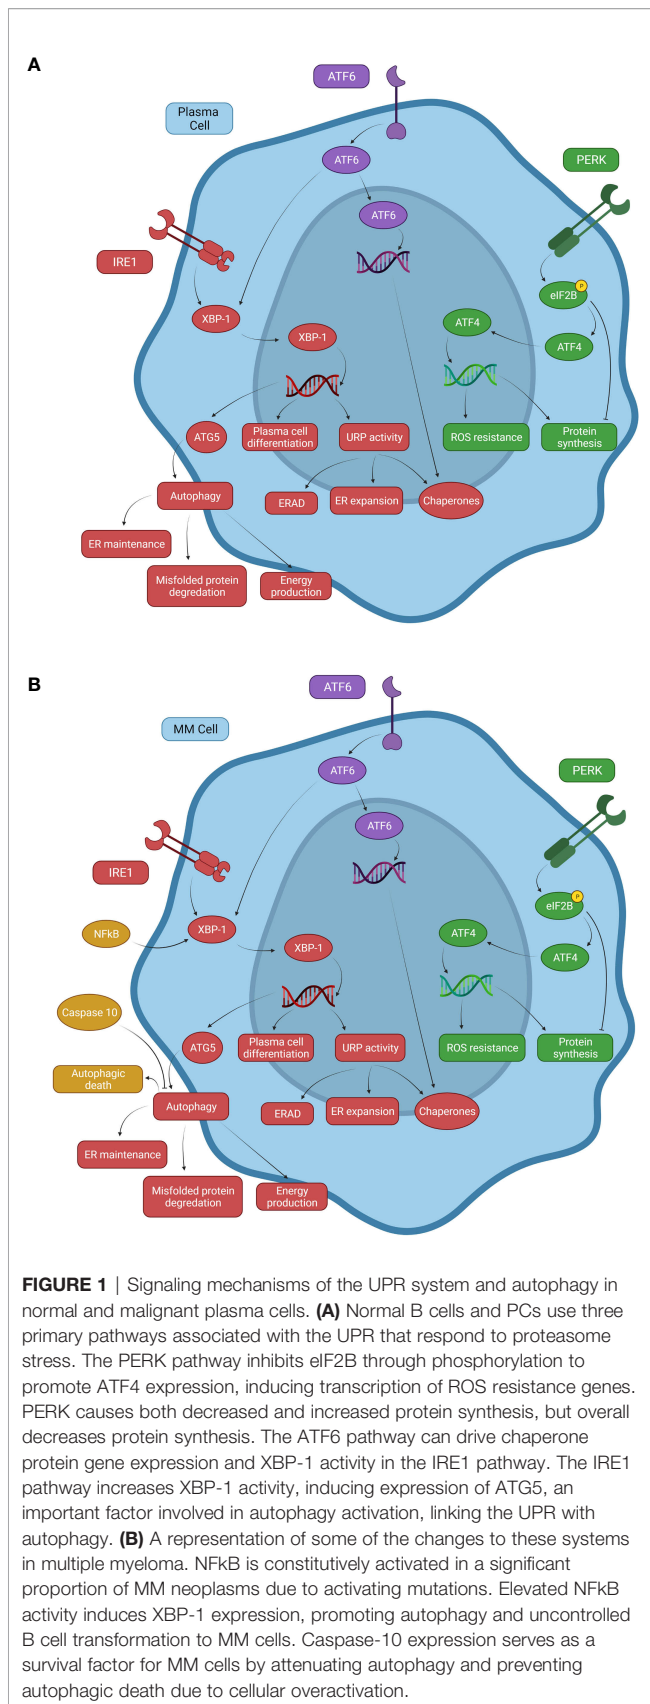 A
ATF6
Plasma
Cell
ATF6
PERK
ATF6
IRE1
eIF2B
P
XBP-1
ATF4
XBP-1
ATF4
ATG5
Plasma cell
differentiation
URP activity
ROS resistance
Protein
synthesis
Autophagy
ERAD
ER expansion
Chaperones
ER maintenance
Misfolded protein
degredation
Energy
production
B
ATF6
MM Cell
ATF6
PERK
ATF6
IRE1
eIF2B
P
NFkB
XBP-1
ATF4
XBP-1
ATF4
Caspase 10
ATG5
Plasma cell
differentiation
URP activity
ROS resistance
Protein
synthesis
Autophagic
death
Autophagy
ERAD
ER expansion
Chaperones
ER maintenance
Misfolded protein
degredation
Energy
production
FIGURE 1 | Signaling mechanisms of the UPR system and autophagy in
normal and malignant plasma cells. (A) Normal B cells and PCs use three
primary pathways associated with the UPR that respond to proteasome
stress. The PERK pathway inhibits eIF2B through phosphorylation to
promote ATF4 expression, inducing transcription of ROS resistance genes.
PERK causes both decreased and increased protein synthesis, but overall
decreases protein synthesis. The ATF6 pathway can drive chaperone
protein gene expression and XBP-1 activity in the IRE1 pathway. The IRE1
pathway increases XBP-1 activity, inducing expression of ATG5, an
important factor involved in autophagy activation, linking the UPR with
autophagy. (B) A representation of some of the changes to these systems
in multiple myeloma. NFkB is constitutively activated in a significant
proportion of MM neoplasms due to activating mutations. Elevated NFkB
activity induces XBP-1 expression, promoting autophagy and uncontrolled
B cell transformation to MM cells. Caspase-10 expression serves as a
survival factor for MM cells by attenuating autophagy and preventing
autophagic death due to cellular overactivation.